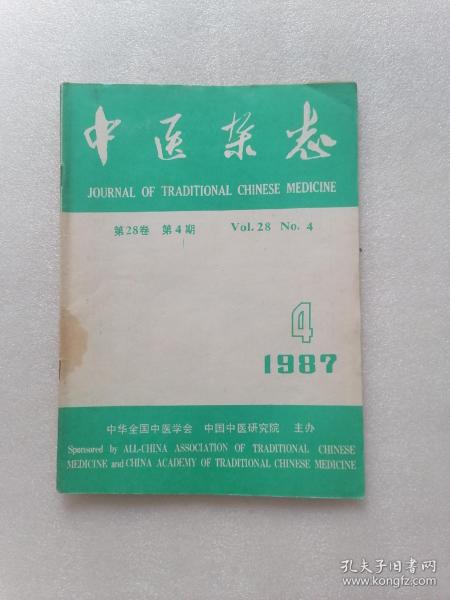 中医杂志
JOURNAL OF TRADITIONAL CHINESE MEDICINE
第28卷 第4期 Vol.28 No.4
4
1987
中华全国中医学会 中国中医研究院 主办
Sponsored by ALL-CHINA ASSOCIATION OF TRADITIONAL CHINESE
MEDICINE and CHINA ACADEMY OF TRADITIONAL CHINESE MEDICINE
孔夫子旧书网
www.kongfz.com